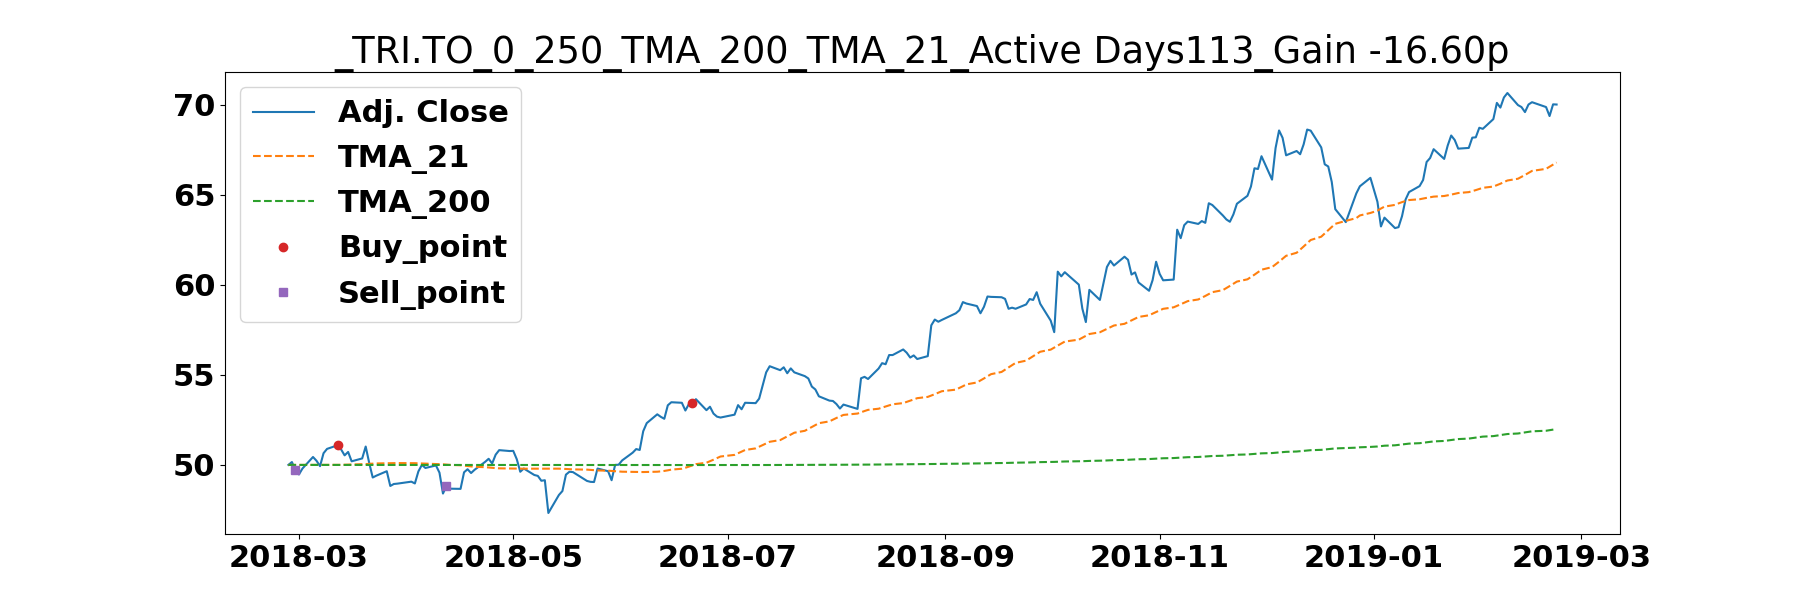 _TRI.TO_0_250_TMA_200_TMA_21_Active Days113_Gain -16.60p
Adj. Close
TMA_21
TMA_200
Buy_point
Sell_point
70
65
60
55
50
2018-03 2018-05 2018-07 2018-09 2018-11 2019-01 2019-03